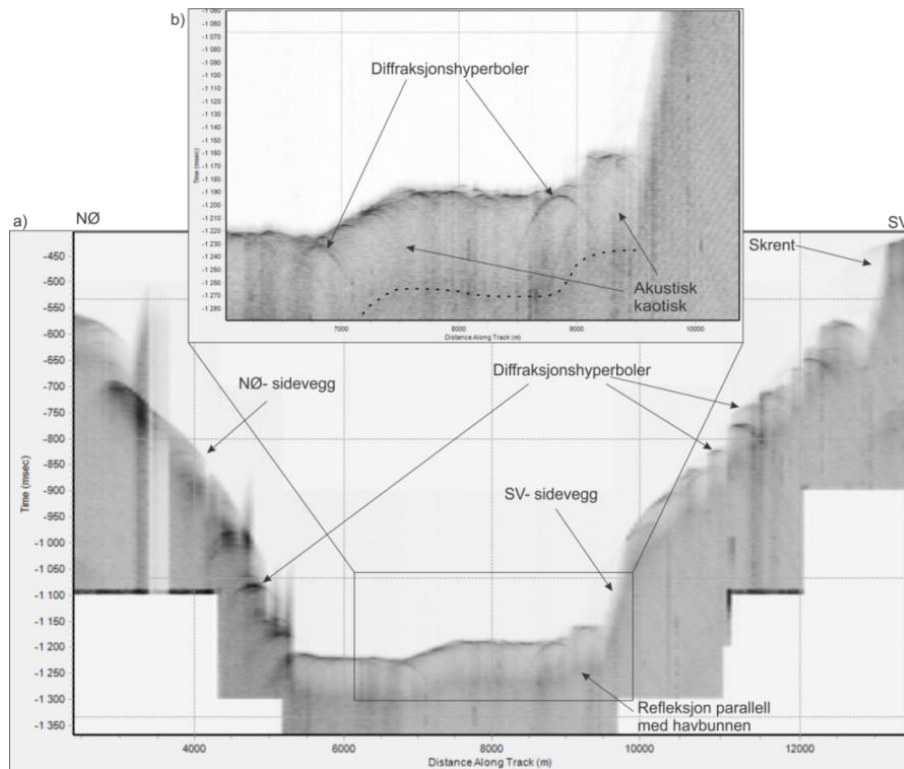 b)
-1 050
-1 060
-1 070
-1 080
-1 090
-1 100
-1 110
-1 120
-1 130
-1 140
-1 150
-1 160
-1 170
-1 180
-1 190
-1 200
-1 210
-1 220
-1 230
-1 240
-1 250
-1 260
-1 270
-1 280
Time (msec)
Diffraksjonshyperboler
Akustisk
kaotisk
7000 8000 9000 10000
Distance Along Track (m)
a)
NØ
SV
-450
-500
-550
-600
-650
-700
-750
-800
-850
-900
-950
-1 000
-1 050
-1 100
-1 150
-1 200
-1 250
-1 300
-1 350
Time (msec)
Skrent
NØ- sidevegg
Diffraksjonshyperboler
SV- sidevegg
Refleksjon parallell
med havbunnen
4000 6000 8000 10000 12000
Distance Along Track (m)